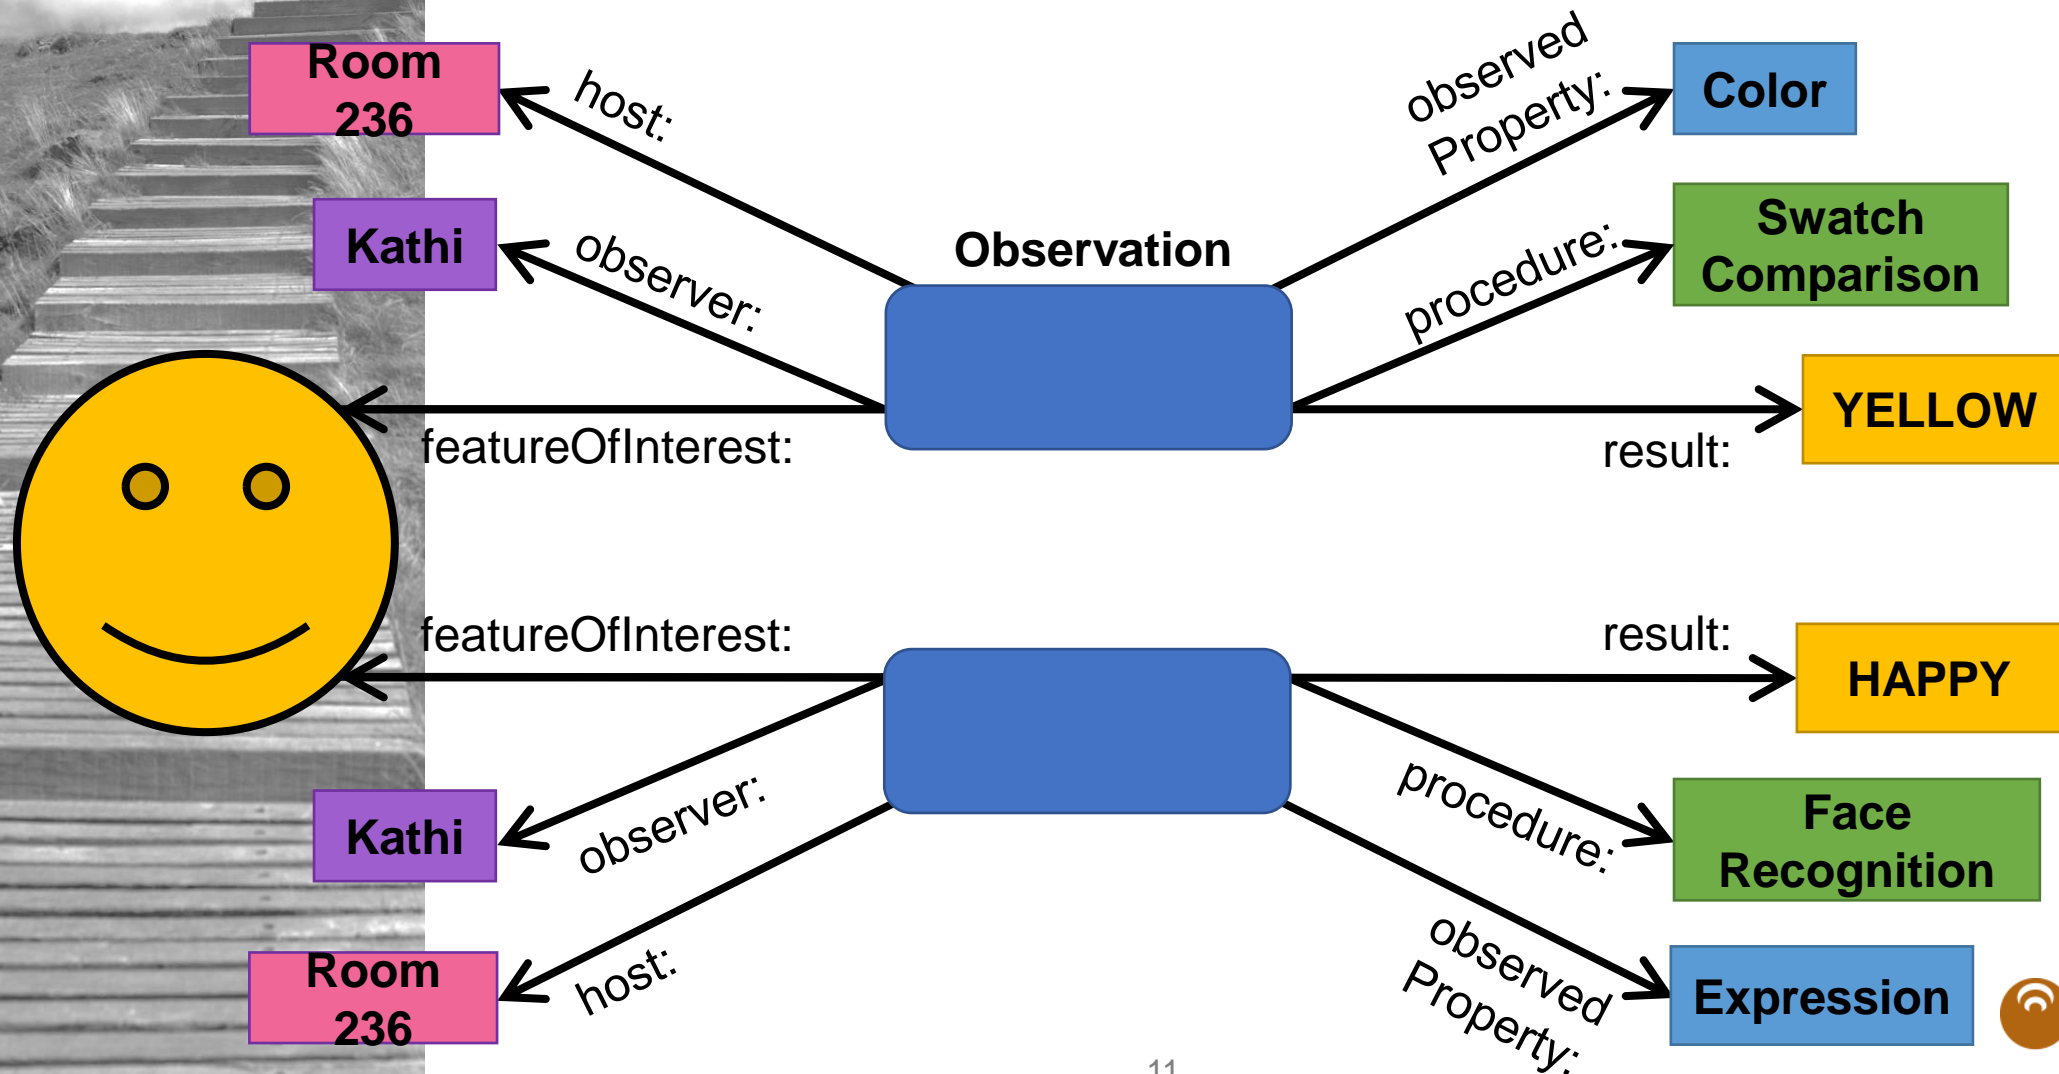 Room
236
host:
observed
Property:
Color
Kathi
observer:
Observation
procedure:
Swatch
Comparison
featureOfInterest:
result:
YELLOW
featureOfInterest:
result:
HAPPY
Kathi
observer:
procedure:
Face
Recognition
Room
236
host:
observed
Property:
Expression
11